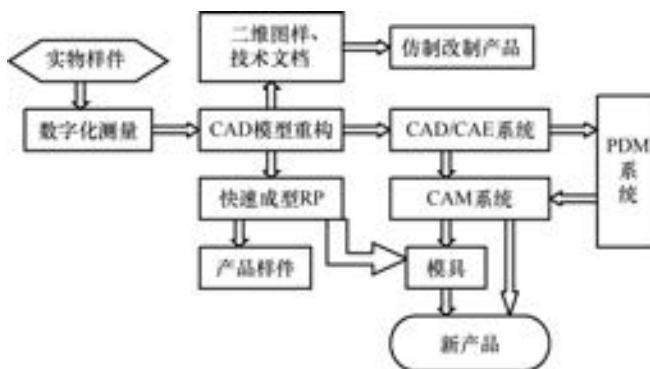 实物样件
二维图样、
技术文档
仿制改制产品
数字化测量
CAD模型重构
CAD/CAE系统
PDM
系
统
快速成型RP
CAM系统
产品样件
模具
新产品